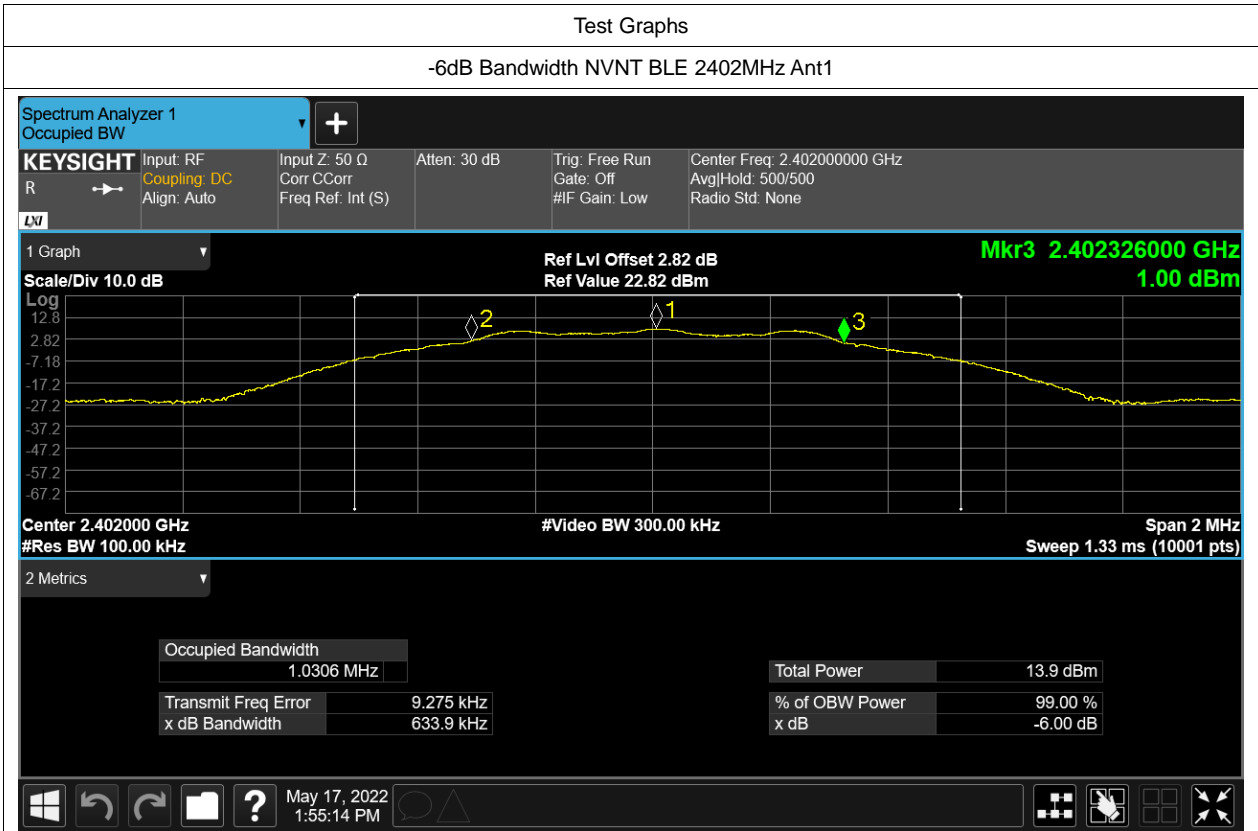 Test Graphs
-6dB Bandwidth NVNT BLE 2402MHz Ant1
Spectrum Analyzer 1
Occupied BW
KEYSIGHT
R
LXI
Input: RF
Coupling: DC
Align: Auto
Input Z: 50 Ω
Corr CCorr
Freq Ref: Int (S)
Atten: 30 dB
Trig: Free Run
Gate: Off
#IF Gain: Low
Center Freq: 2.402000000 GHz
Avg|Hold: 500/500
Radio Std: None
1 Graph
Scale/Div 10.0 dB
Ref Lvl Offset 2.82 dB
Ref Value 22.82 dBm
Mkr3 2.402326000 GHz
1.00 dBm
Log
12.8
2.82
-7.18
-17.2
-27.2
-37.2
-47.2
-57.2
-67.2
2
1
3
Center 2.402000 GHz
#Video BW 300.00 kHz
Span 2 MHz
#Res BW 100.00 kHz
Sweep 1.33 ms (10001 pts)
2 Metrics
Occupied Bandwidth
1.0306 MHz
Total Power 13.9 dBm
Transmit Freq Error 9.275 kHz
% of OBW Power 99.00 %
x dB Bandwidth 633.9 kHz
x dB -6.00 dB
?
May 17, 2022
1:55:14 PM